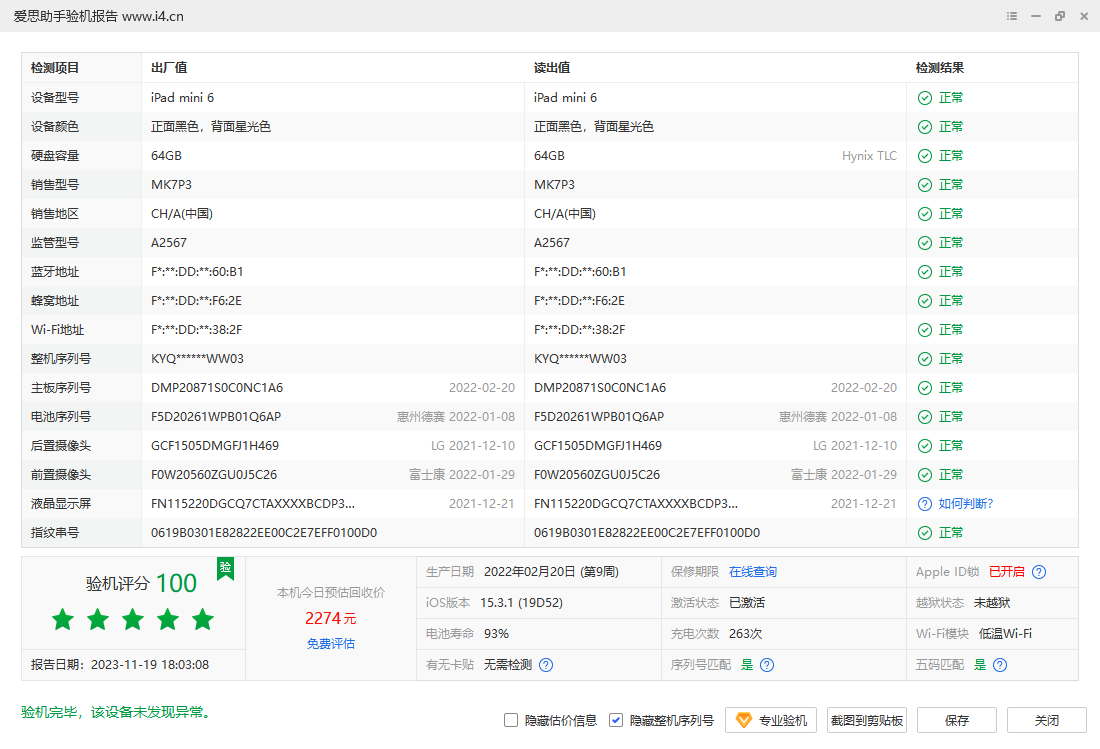 爱思助手验机报告 www.i4.cn
检测项目 出厂值 读出值 检测结果
设备型号 iPad mini 6 iPad mini 6 正常
设备颜色 正面黑色，背面星光色 正面黑色，背面星光色 正常
硬盘容量 64GB 64GB Hynix TLC 正常
销售型号 MK7P3 MK7P3 正常
销售地区 CH/A(中国) CH/A(中国) 正常
监管型号 A2567 A2567 正常
蓝牙地址 F*:**:DD:**:60:B1 F*:**:DD:**:60:B1 正常
蜂窝地址 F*:**:DD:**:F6:2E F*:**:DD:**:F6:2E 正常
Wi-Fi地址 F*:**:DD:**:38:2F F*:**:DD:**:38:2F 正常
整机序列号 KYQ******WW03 KYQ******WW03 正常
主板序列号 DMP20871S0C0NC1A6 2022-02-20 DMP20871S0C0NC1A6 2022-02-20 正常
电池序列号 F5D20261WPB01Q6AP 惠州德赛 2022-01-08 F5D20261WPB01Q6AP 惠州德赛 2022-01-08 正常
后置摄像头 GCF1505DMGFJ1H469 LG 2021-12-10 GCF1505DMGFJ1H469 LG 2021-12-10 正常
前置摄像头 F0W20560ZGU0J5C26 富士康 2022-01-29 F0W20560ZGU0J5C26 富士康 2022-01-29 正常
液晶显示屏 FN115220DGCQ7CTAXXXXBCDP3... 2021-12-21 FN115220DGCQ7CTAXXXXBCDP3... 2021-12-21 如何判断?
指纹串号 0619B0301E82822EE00C2E7EFF0100D0 0619B0301E82822EE00C2E7EFF0100D0 正常
验机评分 100 验
报告日期： 2023-11-19 18:03:08
本机今日预估回收价
2274元
免费评估
生产日期 2022年02月20日 (第9周) 保修期限 在线查询 Apple ID锁 已开启
iOS版本 15.3.1 (19D52) 激活状态 已激活 越狱状态 未越狱
电池寿命 93% 充电次数 263次 Wi-Fi模块 低温Wi-Fi
有无卡贴 无需检测 序列号匹配 是 五码匹配 是
验机完毕，该设备未发现异常。
隐藏估价信息 隐藏整机序列号 专业验机 截图到剪贴板 保存 关闭